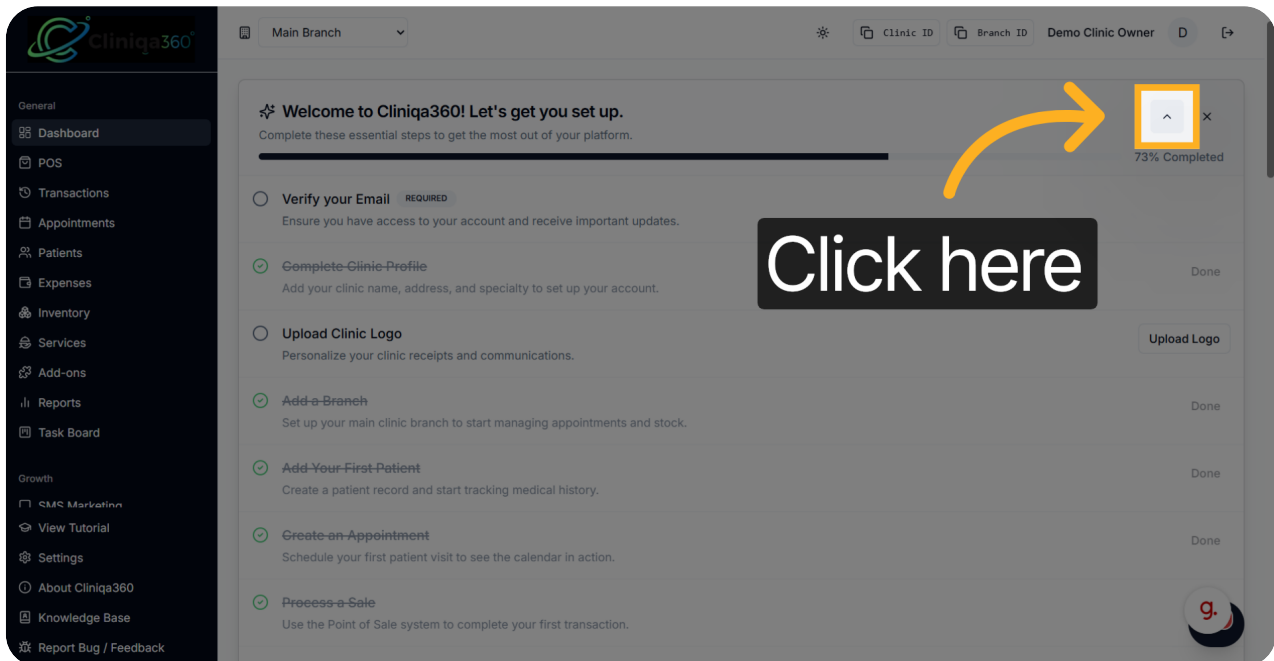 Cliniqa360
General
Dashboard
POS
Transactions
Appointments
Patients
Expenses
Inventory
Services
Add-ons
Reports
Task Board
Growth
SMS Marketing
View Tutorial
Settings
About Cliniqa360
Knowledge Base
Report Bug / Feedback
Main Branch
Clinic ID
Branch ID
Demo Clinic Owner
D
Welcome to Cliniqa360! Let's get you set up.
Complete these essential steps to get the most out of your platform.
73% Completed
Click here
Verify your Email REQUIRED
Ensure you have access to your account and receive important updates.
Complete Clinic Profile
Add your clinic name, address, and specialty to set up your account.
Done
Upload Clinic Logo
Personalize your clinic receipts and communications.
Upload Logo
Add a Branch
Set up your main clinic branch to start managing appointments and stock.
Done
Add Your First Patient
Create a patient record and start tracking medical history.
Done
Create an Appointment
Schedule your first patient visit to see the calendar in action.
Done
Process a Sale
Use the Point of Sale system to complete your first transaction.
g.